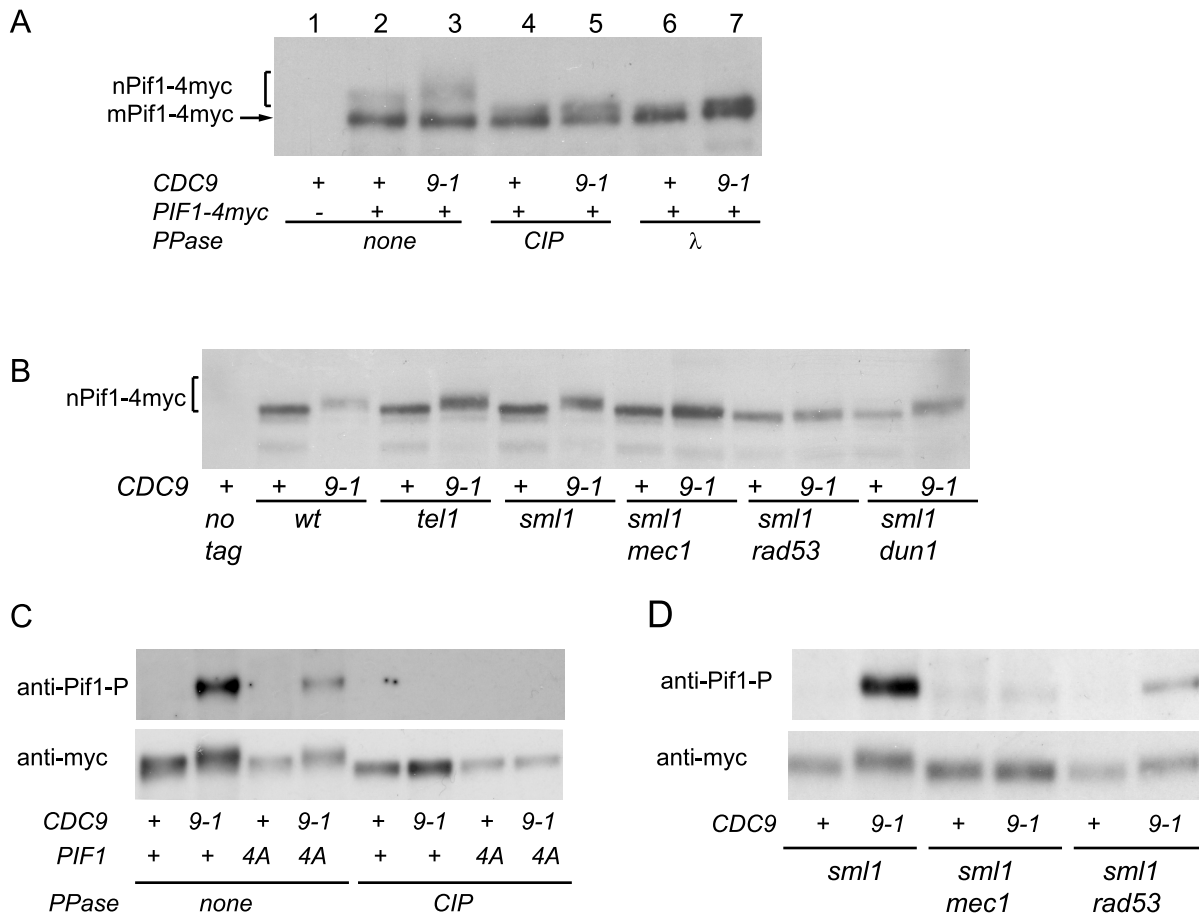 A
1 2 3 4 5 6 7
nPif1-4myc
mPif1-4myc
CDC9 + + 9-1 + 9-1 + 9-1
PIF1-4myc - + + + + + +
PPase none CIP λ
B
nPif1-4myc
CDC9 + + 9-1 + 9-1 + 9-1 + 9-1 + 9-1 + 9-1
no wt tel1 sml1 sml1 sml1 sml1
tag mec1 rad53 dun1
C
anti-Pif1-P
anti-myc
CDC9 + 9-1 + 9-1 + 9-1 + 9-1
PIF1 + + 4A 4A + + 4A 4A
PPase none CIP
D
anti-Pif1-P
anti-myc
CDC9 + 9-1 + 9-1 + 9-1
sml1 sml1 sml1
mec1 rad53